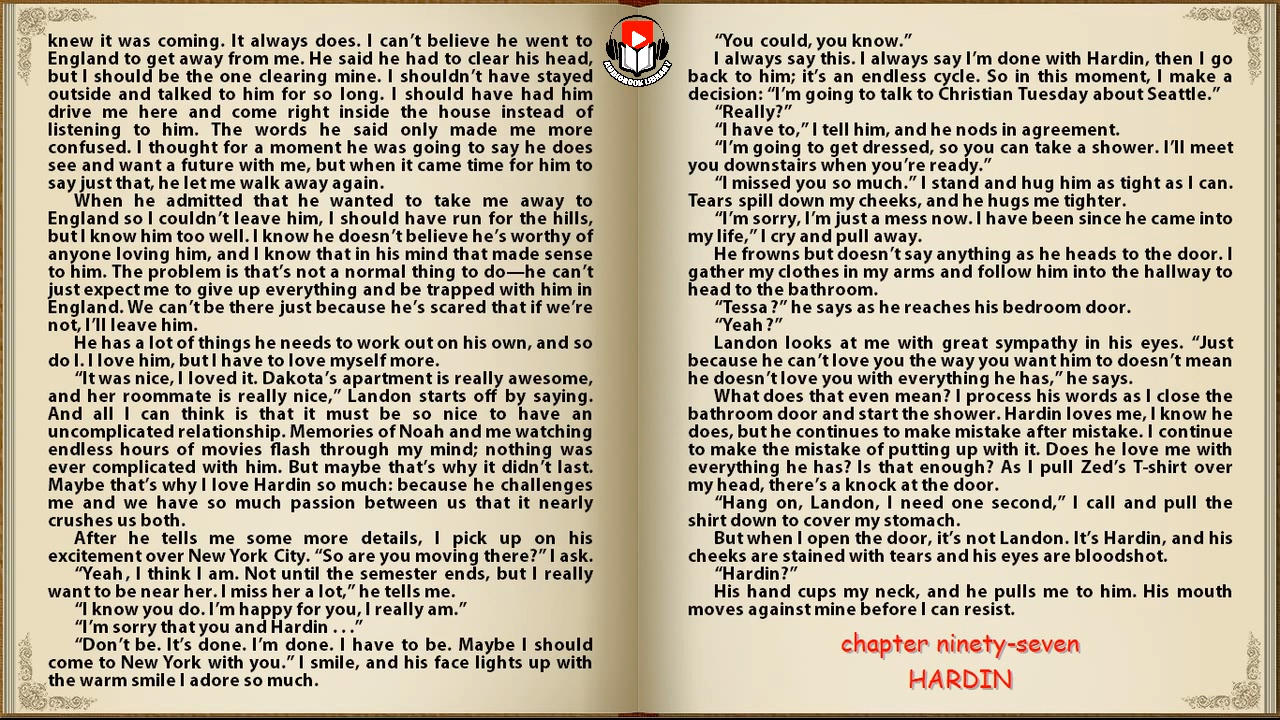 knew it was coming. It always does. I can't believe he went to
England to get away from me. He said he had to clear his head,
but I should be the one clearing mine. I shouldn't have stayed
outside and talked to him for so long. I should have had him
drive me here and come right inside the house instead of
listening to him. The words he said only made me more
confused. I thought for a moment he was going to say he does
see and want a future with me, but when it came time for him to
say just that, he let me walk away again.
When he admitted that he wanted to take me away to
England so I couldn't leave him, I should have run for the hills,
but I know him too well. I know he doesn't believe he's worthy of
anyone loving him, and I know that in his mind that made sense
to him. The problem is that's not a normal thing to do—he can't
just expect me to give up everything and be trapped with him in
England. We can't be there just because he's scared that if we're
not, I'll leave him.
He has a lot of things he needs to work out on his own, and so
do I. I love him, but I have to love myself more.
“It was nice, I loved it. Dakota's apartment is really awesome,
and her roommate is really nice,” Landon starts off by saying.
And all I can think is that it must be so nice to have an
uncomplicated relationship. Memories of Noah and me watching
endless hours of movies flash through my mind; nothing was
ever complicated with him. But maybe that's why it didn't last.
Maybe that's why I love Hardin so much: because he challenges
me and we have so much passion between us that it nearly
crushes us both.
After he tells me some more details, I pick up on his
excitement over New York City. “So are you moving there?” I ask.
“Yeah, I think I am. Not until the semester ends, but I really
want to be near her. I miss her a lot,” he tells me.
“I know you do. I'm happy for you, I really am.”
“I'm sorry that you and Hardin . . .”
“Don't be. It's done. I'm done. I have to be. Maybe I should
come to New York with you.” I smile, and his face lights up with
the warm smile I adore so much.
AUDIOBOOK LIBRARY
“You could, you know.”
I always say this. I always say I'm done with Hardin, then I go
back to him; it's an endless cycle. So in this moment, I make a
decision: “I'm going to talk to Christian Tuesday about Seattle.”
“Really?”
“I have to,” I tell him, and he nods in agreement.
“I'm going to get dressed, so you can take a shower. I'll meet
you downstairs when you're ready.”
“I missed you so much.” I stand and hug him as tight as I can.
Tears spill down my cheeks, and he hugs me tighter.
“I'm sorry, I'm just a mess now. I have been since he came into
my life,” I cry and pull away.
He frowns but doesn't say anything as he heads to the door. I
gather my clothes in my arms and follow him into the hallway to
head to the bathroom.
“Tessa?” he says as he reaches his bedroom door.
“Yeah?”
Landon looks at me with great sympathy in his eyes. “Just
because he can't love you the way you want him to doesn't mean
he doesn't love you with everything he has,” he says.
What does that even mean? I process his words as I close the
bathroom door and start the shower. Hardin loves me, I know he
does, but he continues to make mistake after mistake. I continue
to make the mistake of putting up with it. Does he love me with
everything he has? Is that enough? As I pull Zed's T-shirt over
my head, there's a knock at the door.
“Hang on, Landon, I need one second,” I call and pull the
shirt down to cover my stomach.
But when I open the door, it's not Landon. It's Hardin, and his
cheeks are stained with tears and his eyes are bloodshot.
“Hardin?”
His hand cups my neck, and he pulls me to him. His mouth
moves against mine before I can resist.
chapter ninety-seven
HARDIN